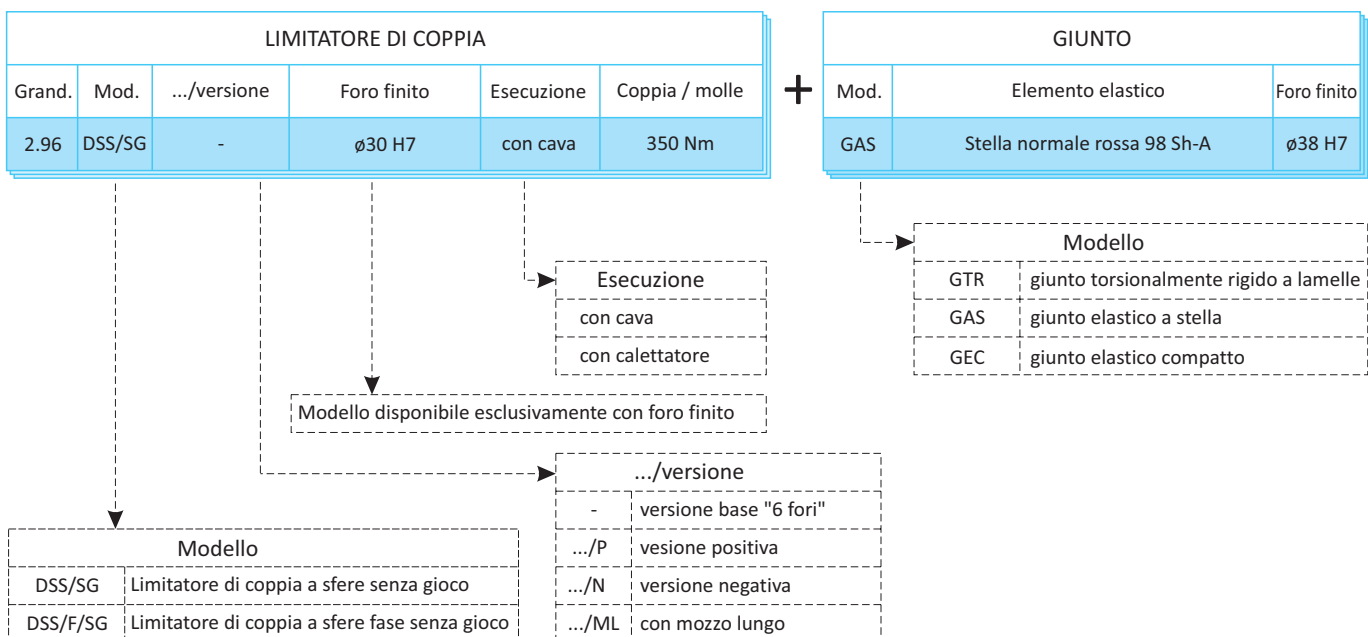 LIMITATORE DI COPPIA
Grand. Mod. .../versione Foro finito Esecuzione Coppia / molle
2.96 DSS/SG - ø30 H7 con cava 350 Nm
+
GIUNTO
Mod. Elemento elastico Foro finito
GAS Stella normale rossa 98 Sh-A ø38 H7
Modello
GTR giunto torsionalmente rigido a lamelle
GAS giunto elastico a stella
GEC giunto elastico compatto
Esecuzione
con cava
con calettatore
Modello disponibile esclusivamente con foro finito
.../versione
- versione base "6 fori"
.../P vesione positiva
.../N versione negativa
.../ML con mozzo lungo
Modello
DSS/SG Limitatore di coppia a sfere senza gioco
DSS/F/SG Limitatore di coppia a sfere fase senza gioco